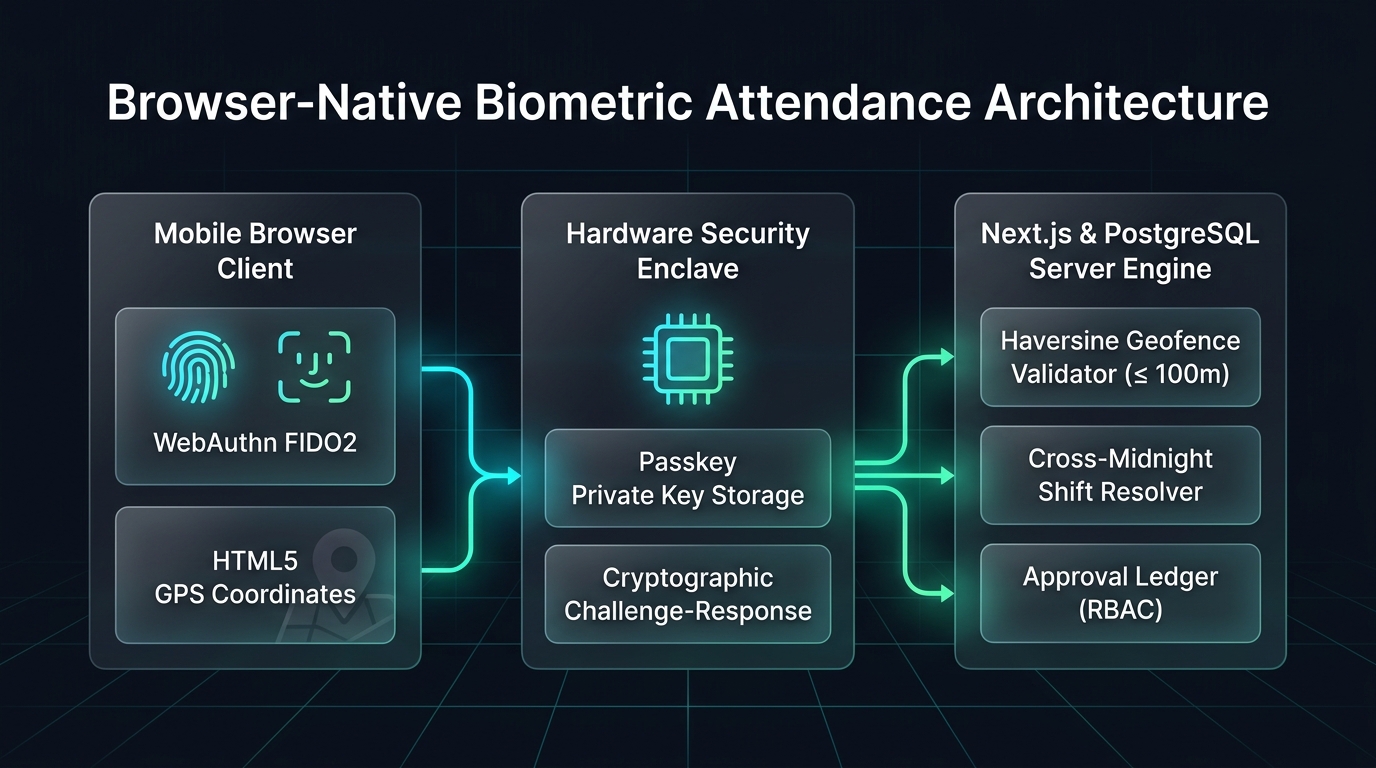 Browser-Native Biometric Attendance Architecture
Mobile Browser
Client
WebAuthn FIDO2
HTML5
GPS Coordinates
Hardware Security
Enclave
Passkey
Private Key Storage
Cryptographic
Challenge-Response
Next.js & PostgreSQL
Server Engine
Haversine Geofence
Validator (≤ 100m)
Cross-Midnight
Shift Resolver
Approval Ledger
(RBAC)